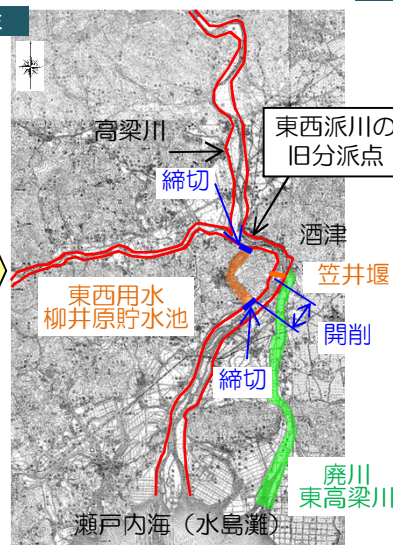 高梁川
東西派川の
旧分派点
締切
酒津
笠井堰
東西用水
柳井原貯水池
開削
締切
廃川
東高梁川
瀬戸内海（水島灘）